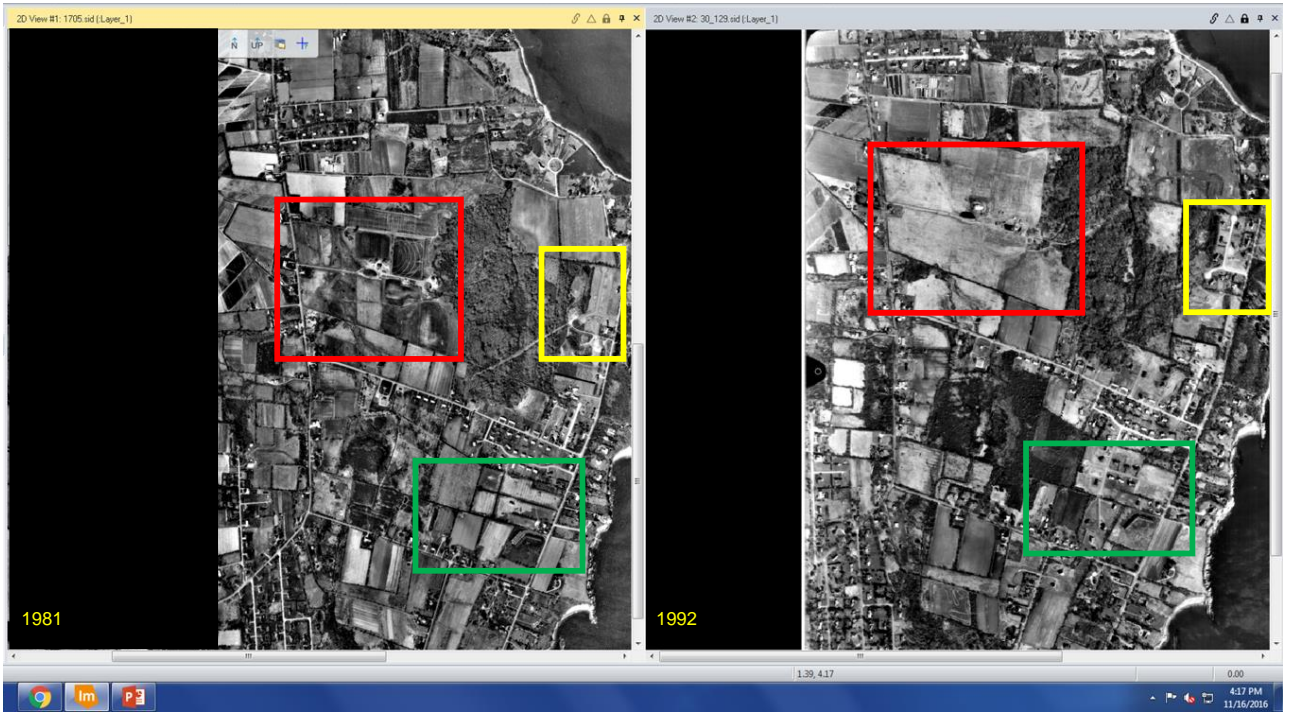 2D View #1: 1705.sid (:Layer_1)
2D View #2: 30_129.sid (:Layer_1)
N UP
1981
1992
1.39, 4.17
0.00
Im
P
4:17 PM
11/16/2016